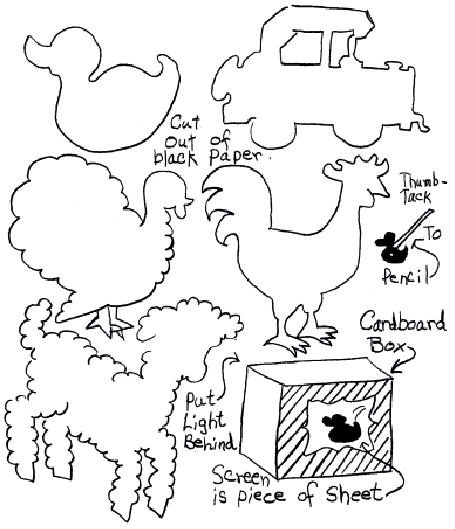 Cut
Out of
black Paper.
Thumb-
Tack
To
Pencil
Cardboard
Box
Put
Light
Behind
Screen
is piece of Sheet